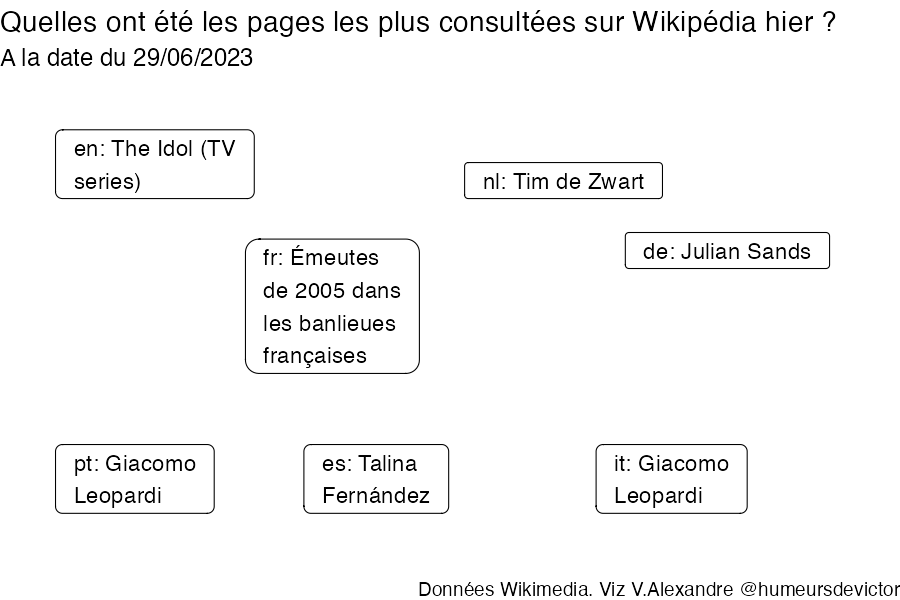 Quelles ont été les pages les plus consultées sur Wikipédia hier ?
A la date du 29/06/2023
en: The Idol (TV
series)
nl: Tim de Zwart
de: Julian Sands
fr: Émeutes
de 2005 dans
les banlieues
françaises
pt: Giacomo
Leopardi
es: Talina
Fernández
it: Giacomo
Leopardi
Données Wikimedia. Viz V.Alexandre @humeursdevictor